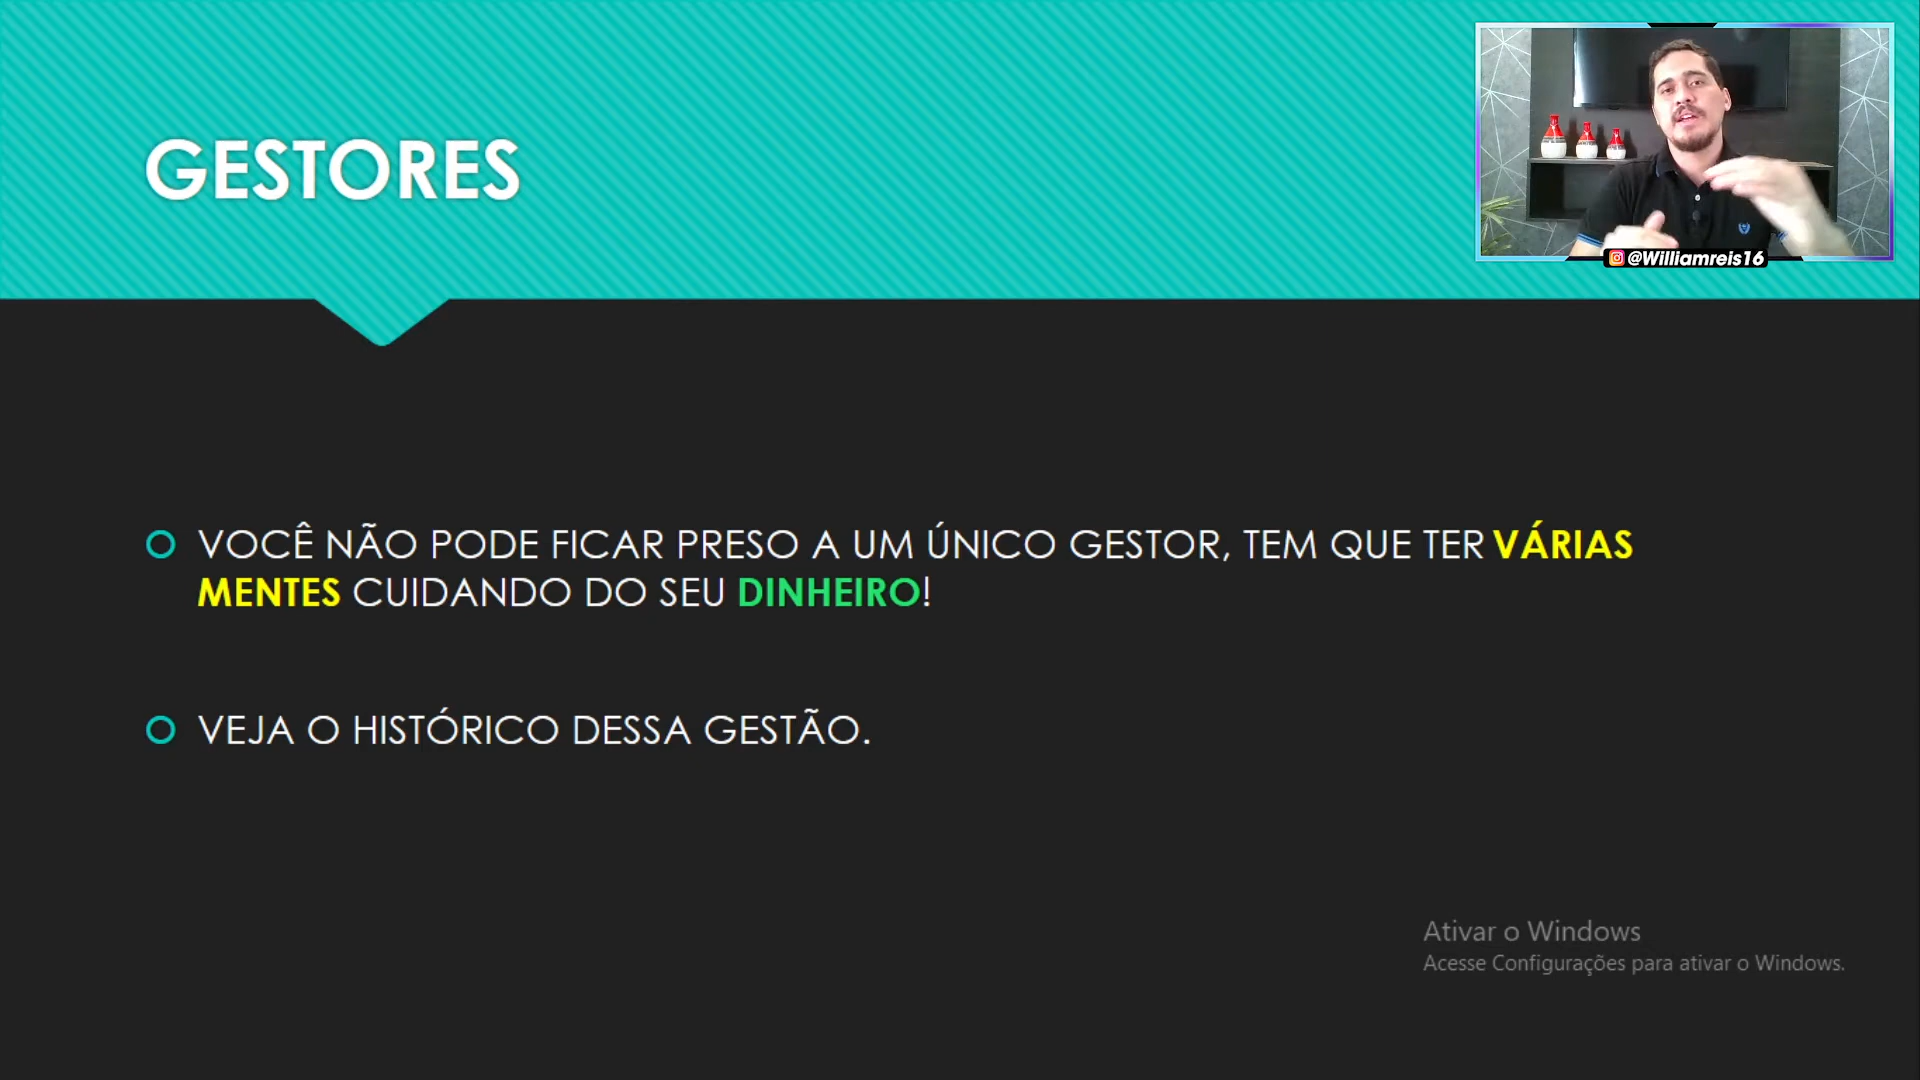 GESTORES
@Williamreis16
VOCÊ NÃO PODE FICAR PRESO A UM ÚNICO GESTOR, TEM QUE TER VÁRIAS
MENTES CUIDANDO DO SEU DINHEIRO!
VEJA O HISTÓRICO DESSA GESTÃO.
Ativar o Windows
Acesse Configurações para ativar o Windows.